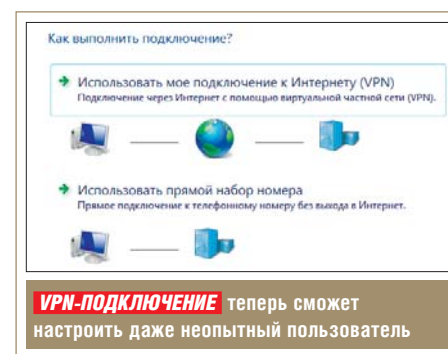 Как выполнить подключение?
Использовать мое подключение к Интернету (VPN)
Подключение через Интернет с помощью виртуальной частной сети (VPN).
Использовать прямой набор номера
Прямое подключение к телефонному номеру без выхода в Интернет.
VPN-ПОДКЛЮЧЕНИЕ теперь сможет
настроить даже неопытный пользователь